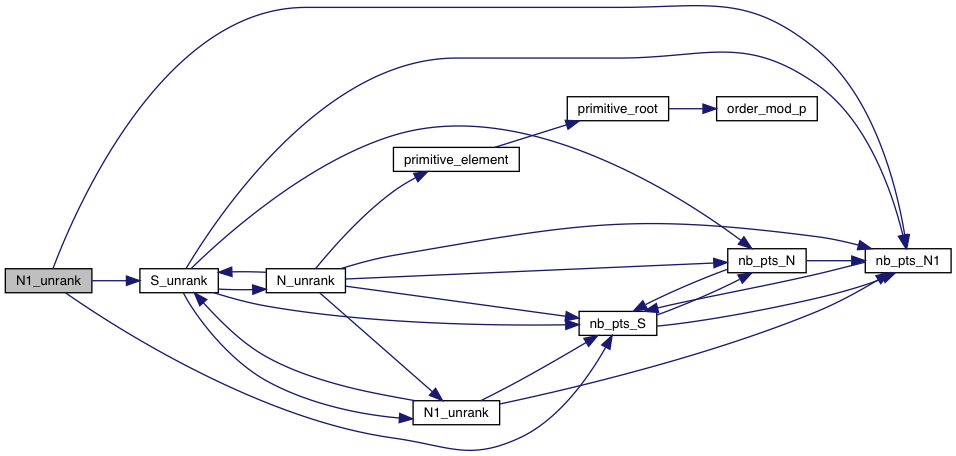 primitive_root
order_mod_p
primitive_element
nb_pts_N
nb_pts_N1
N1_unrank
S_unrank
N_unrank
nb_pts_S
N1_unrank